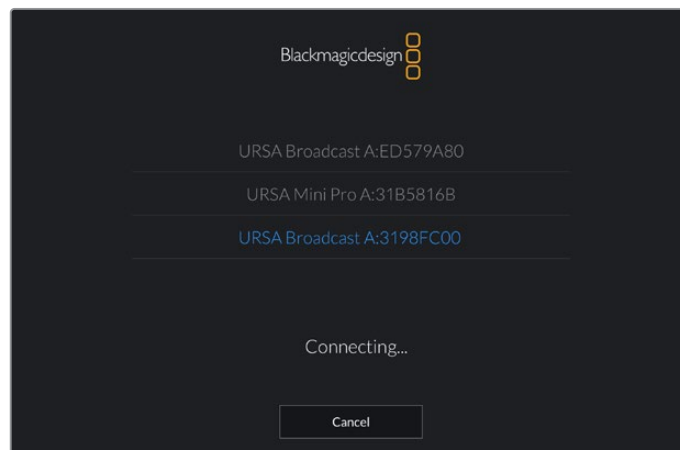 Blackmagicdesign
URSA Broadcast A:ED579A80
URSA Mini Pro A:31B5816B
URSA Broadcast A:3198FC00
Connecting...
Cancel